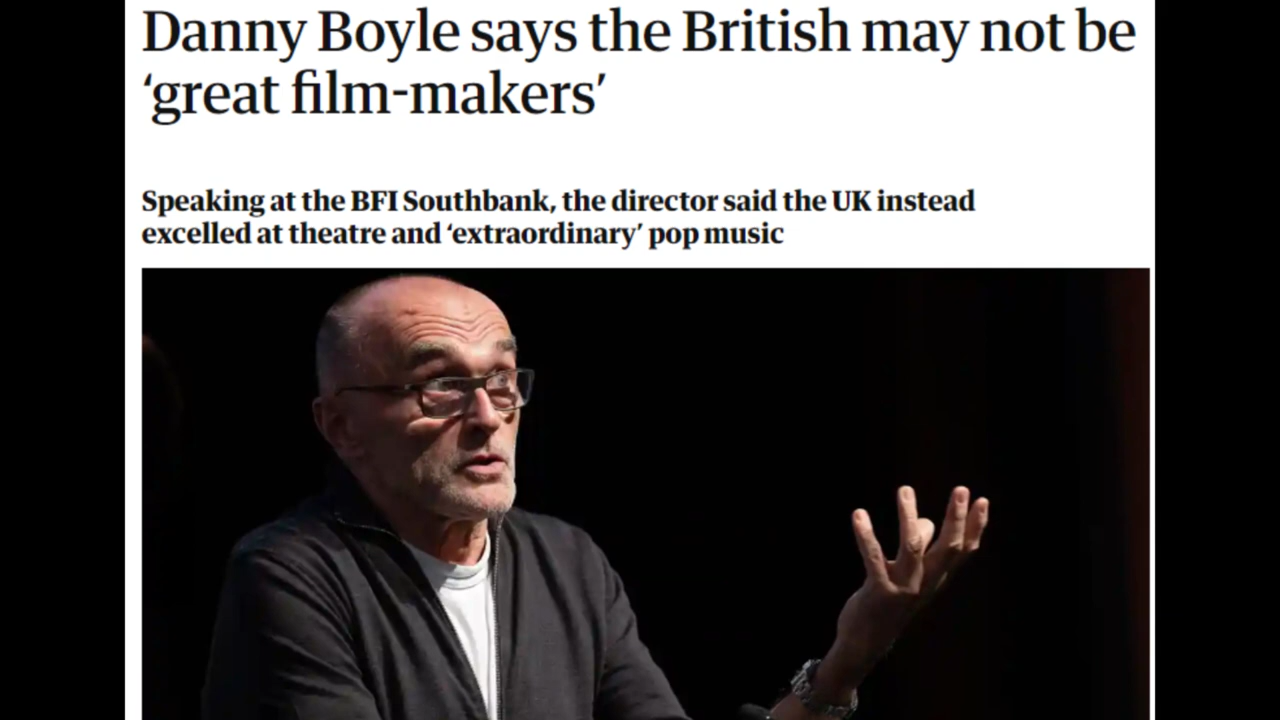 Danny Boyle says the British may not be
‘great film-makers’
Speaking at the BFI Southbank, the director said the UK instead
excelled at theatre and ‘extraordinary’ pop music